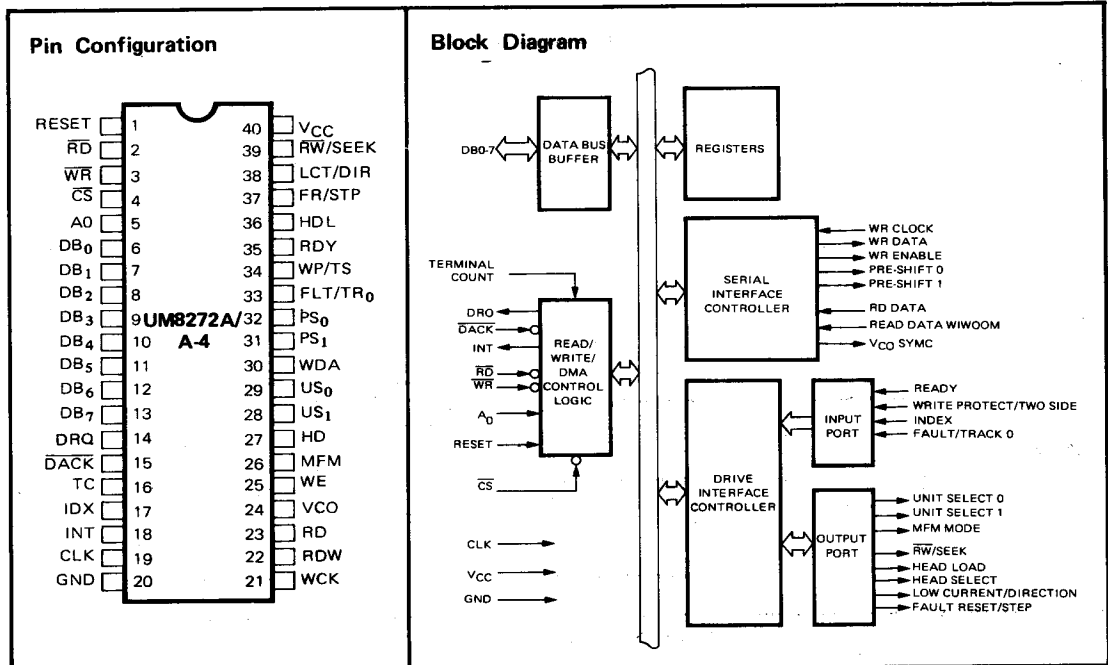 Pin Configuration
RESET 1
RD 2
WR 3
CS 4
A0 5
DB0 6
DB1 7
DB2 8
DB3 9
DB4 10
DB5 11
DB6 12
DB7 13
DRQ 14
DACK 15
TC 16
IDX 17
INT 18
CLK 19
GND 20
UM8272A/
A-4
40 VCC
39 RW/SEEK
38 LCT/DIR
37 FR/STP
36 HDL
35 RDY
34 WP/TS
33 FLT/TR0
32 PS0
31 PS1
30 WDA
29 US0
28 US1
27 HD
26 MFM
25 WE
24 VCO
23 RD
22 RDW
21 WCK
Block Diagram
DB0-7
DATA BUS
BUFFER
REGISTERS
TERMINAL
COUNT
DRO
DACK
INT
RD
WR
A0
RESET
CS
READ/
WRITE/
DMA
CONTROL
LOGIC
CLK
VCC
GND
SERIAL
INTERFACE
CONTROLLER
WR CLOCK
WR DATA
WR ENABLE
PRE-SHIFT 0
PRE-SHIFT 1
RD DATA
READ DATA WIWOOM
VCO SYMC
DRIVE
INTERFACE
CONTROLLER
INPUT
PORT
READY
WRITE PROTECT/TWO SIDE
INDEX
FAULT/TRACK 0
OUTPUT
PORT
UNIT SELECT 0
UNIT SELECT 1
MFM MODE
RW/SEEK
HEAD LOAD
HEAD SELECT
LOW CURRENT/DIRECTION
FAULT RESET/STEP